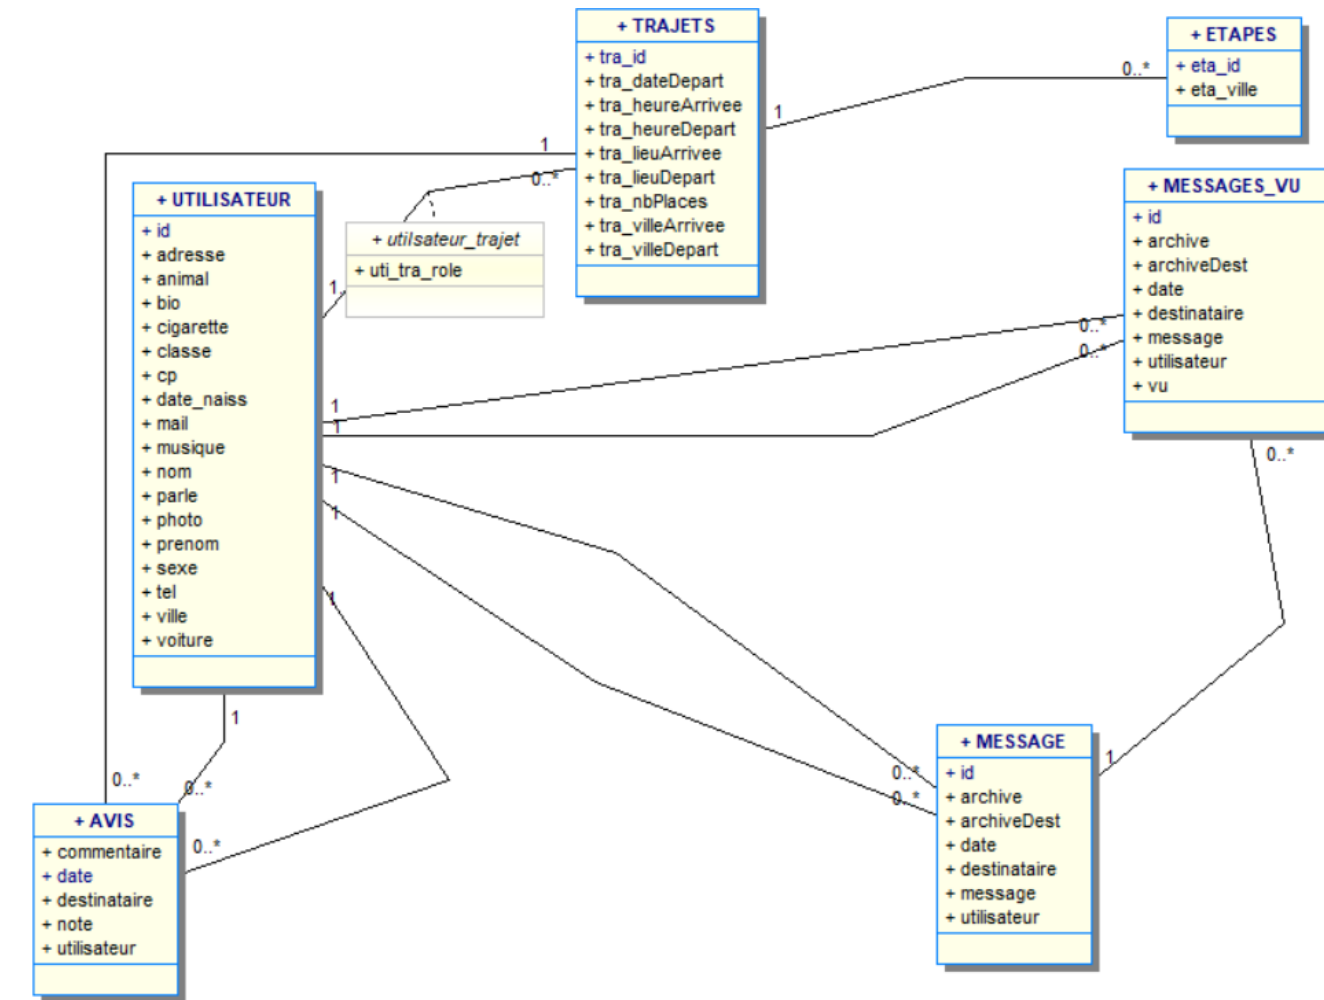 + TRAJETS
+ tra_id
+ tra_dateDepart
+ tra_heureArrivee
+ tra_heureDepart
+ tra_lieuArrivee
+ tra_lieuDepart
+ tra_nbPlaces
+ tra_villeArrivee
+ tra_villeDepart
+ ETAPES
+ eta_id
+ eta_ville
0..*
1
1
0..*
+ UTILISATEUR
+ id
+ adresse
+ animal
+ bio
+ cigarette
+ classe
+ cp
+ date_naiss
+ mail
+ musique
+ nom
+ parle
+ photo
+ prenom
+ sexe
+ tel
+ ville
+ voiture
+ utilsateur_trajet
+ uti_tra_role
1..
+ MESSAGES_VU
+ id
+ archive
+ archiveDest
+ date
+ destinataire
+ message
+ utilisateur
+ vu
0..*
0..*
1
1
1
1
1
0..*
1
0..*
0..*
0..*
+ AVIS
+ commentaire
+ date
+ destinataire
+ note
+ utilisateur
0..*
0..*
1
+ MESSAGE
+ id
+ archive
+ archiveDest
+ date
+ destinataire
+ message
+ utilisateur